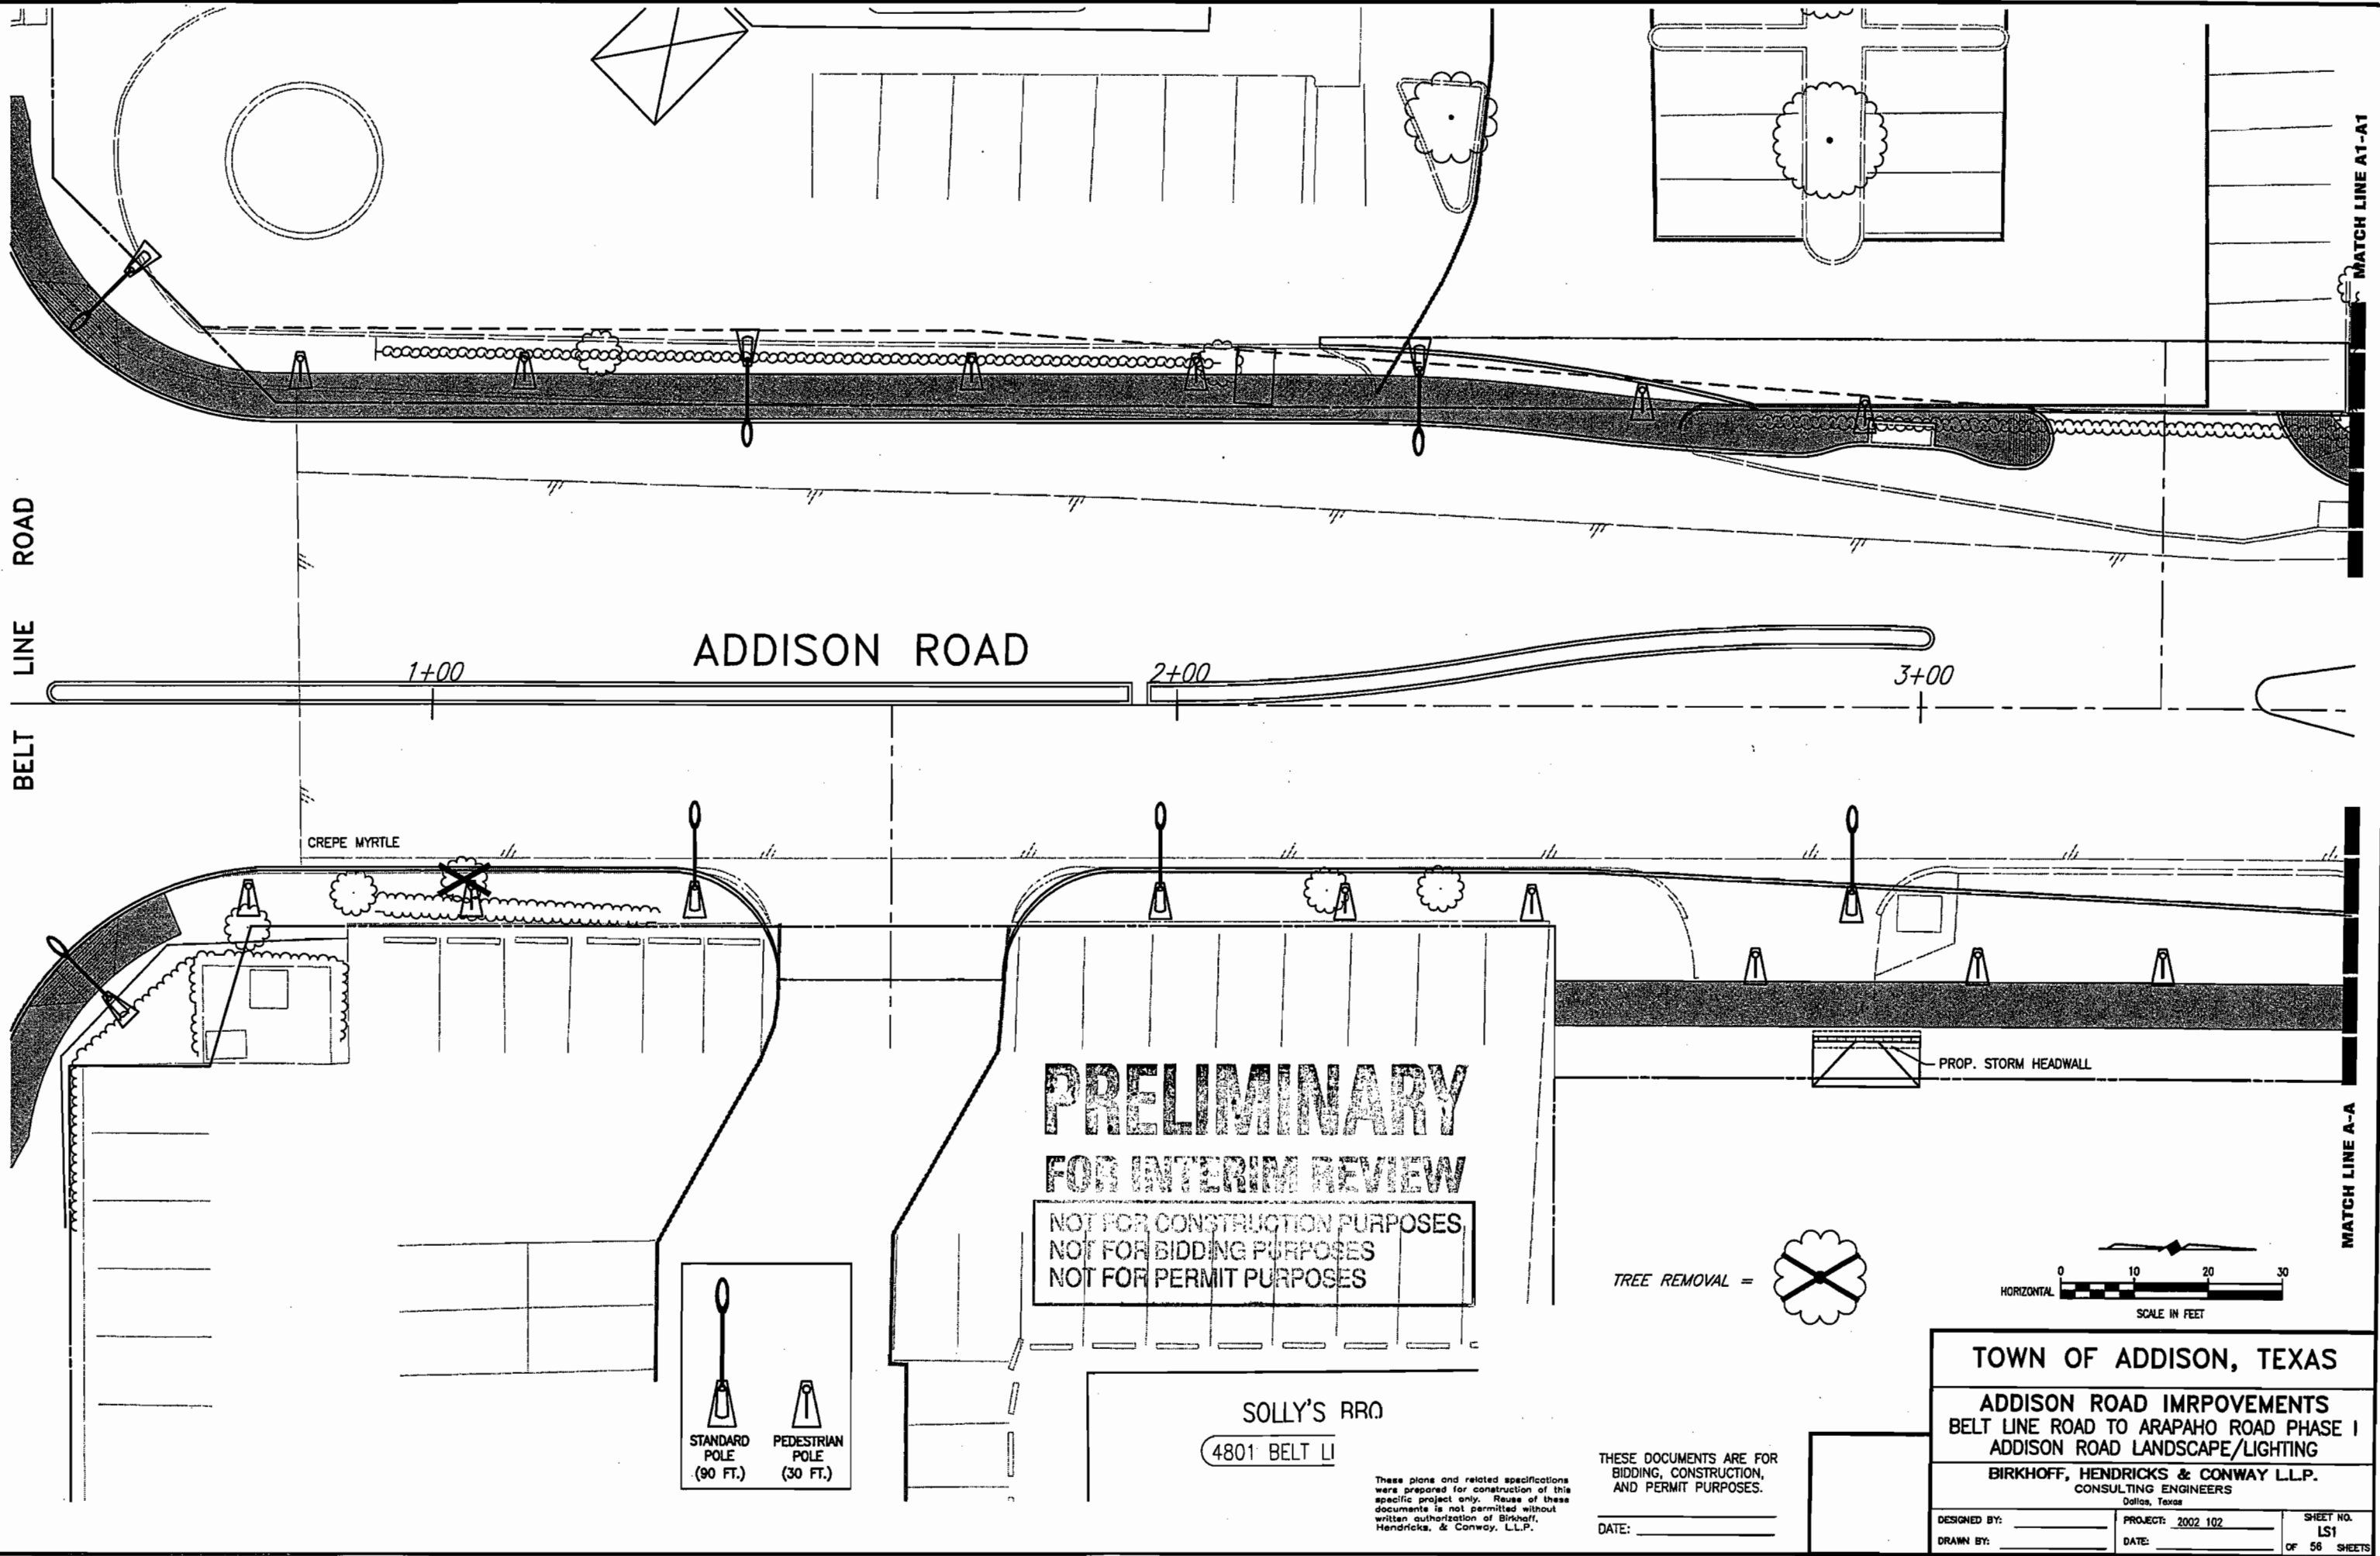 MATCH LINE A1-A1
BELT LINE ROAD
ADDISON ROAD
1+00
2+00
3+00
CREPE MYRTLE
PROP. STORM HEADWALL
MATCH LINE A-A
PRELIMINARY
FOR INTERIM REVIEW
NOT FOR CONSTRUCTION PURPOSES
NOT FOR BIDDING PURPOSES
NOT FOR PERMIT PURPOSES
TREE REMOVAL =
0 10 20 30
HORIZONTAL
SCALE IN FEET
STANDARD
POLE
(90 FT.)
PEDESTRIAN
POLE
(30 FT.)
SOLLY'S
4801 BELT LI
These plans and related specifications
were prepared for construction of this
specific project only. Reuse of these
documents is not permitted without
written authorization of Birkhoff,
Hendricks, & Conway, L.L.P.
THESE DOCUMENTS ARE FOR
BIDDING, CONSTRUCTION,
AND PERMIT PURPOSES.
DATE:
TOWN OF ADDISON, TEXAS
ADDISON ROAD IMRPOVEMENTS
BELT LINE ROAD TO ARAPAHO ROAD PHASE I
ADDISON ROAD LANDSCAPE/LIGHTING
BIRKHOFF, HENDRICKS & CONWAY L.L.P.
CONSULTING ENGINEERS
Dallas, Texas
DESIGNED BY:
DRAWN BY:
PROJECT: 2002 102
DATE:
SHEET NO.
LS1
OF 56 SHEETS